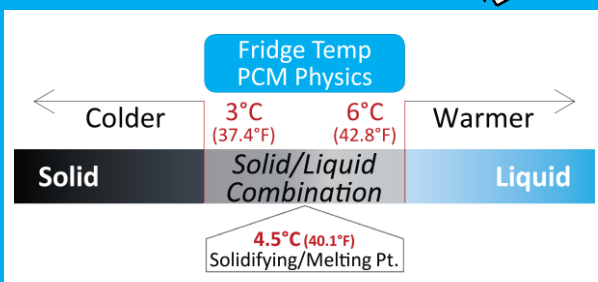 Fridge Temp
PCM Physics
Colder
3°C
(37.4°F)
6°C
(42.8°F)
Warmer
Solid
Solid/Liquid
Combination
Liquid
4.5°C (40.1°F)
Solidifying/Melting Pt.